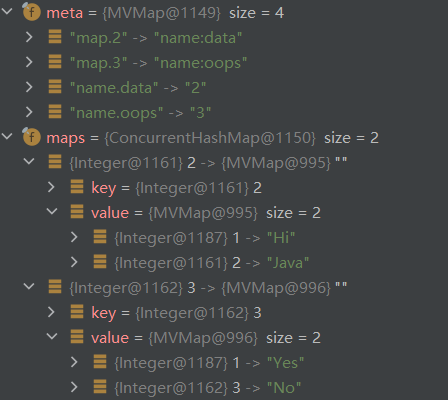 meta = {MVMap@1149} size = 4
"map.2" -> "name:data"
"map.3" -> "name:oops"
"name.data" -> "2"
"name.oops" -> "3"
maps = {ConcurrentHashMap@1150} size = 2
{Integer@1161} 2 -> {MVMap@995} ""
key = {Integer@1161} 2
value = {MVMap@995} size = 2
{Integer@1187} 1 -> "Hi"
{Integer@1161} 2 -> "Java"
{Integer@1162} 3 -> {MVMap@996} ""
key = {Integer@1162} 3
value = {MVMap@996} size = 2
{Integer@1187} 1 -> "Yes"
{Integer@1162} 3 -> "No"